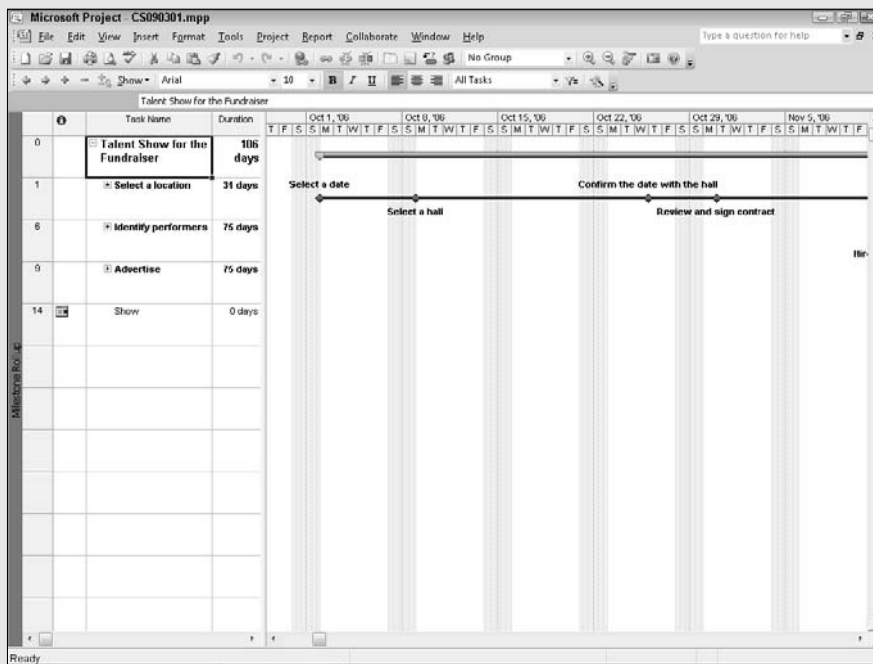 Microsoft Project - CS090301.mpp
File Edit View Insert Format Tools Project Report Collaborate Window Help
Type a question for help
No Group
Show Arial 10 B I U All Tasks
Talent Show for the Fundraiser
Task Name Duration
Oct 1, '06 Oct 8, '06 Oct 15, '06 Oct 22, '06 Oct 29, '06 Nov 5, '06
T F S S M T W T F S S M T W T F S S M T W T F S S M T W T F S S M T W T F S S M T W T F
0 Talent Show for the Fundraiser 106 days
1 Select a location 31 days
Select a date
Confirm the date with the hall
Select a hall
Review and sign contract
6 Identify performers 75 days
9 Advertise 75 days
14 Show 0 days
Milestone Rollup
Ready